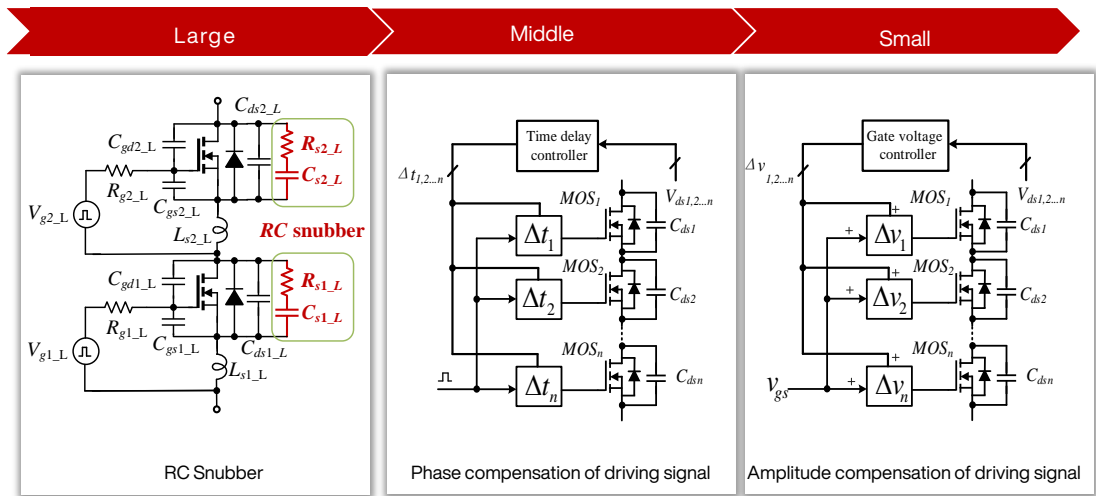 Large
Middle
Small
C_ds2_L
C_gd2_L
R_s2_L
C_s2_L
R_g2_L
C_gs2_L
V_g2_L
L_s2_L
RC snubber
C_gd1_L
R_s1_L
C_s1_L
R_g1_L
C_gs1_L
C_ds1_L
V_g1_L
L_s1_L
RC Snubber
Time delay
controller
Δt_1,2...n
V_ds1,2...n
MOS_1
Δt_1
C_ds1
MOS_2
Δt_2
C_ds2
MOS_n
Δt_n
C_dsn
Phase compensation of driving signal
Gate voltage
controller
Δv_1,2...n
V_ds1,2...n
MOS_1
+
+
Δv_1
C_ds1
MOS_2
+
+
Δv_2
C_ds2
MOS_n
+
+
Δv_n
v_gs
C_dsn
Amplitude compensation of driving signal